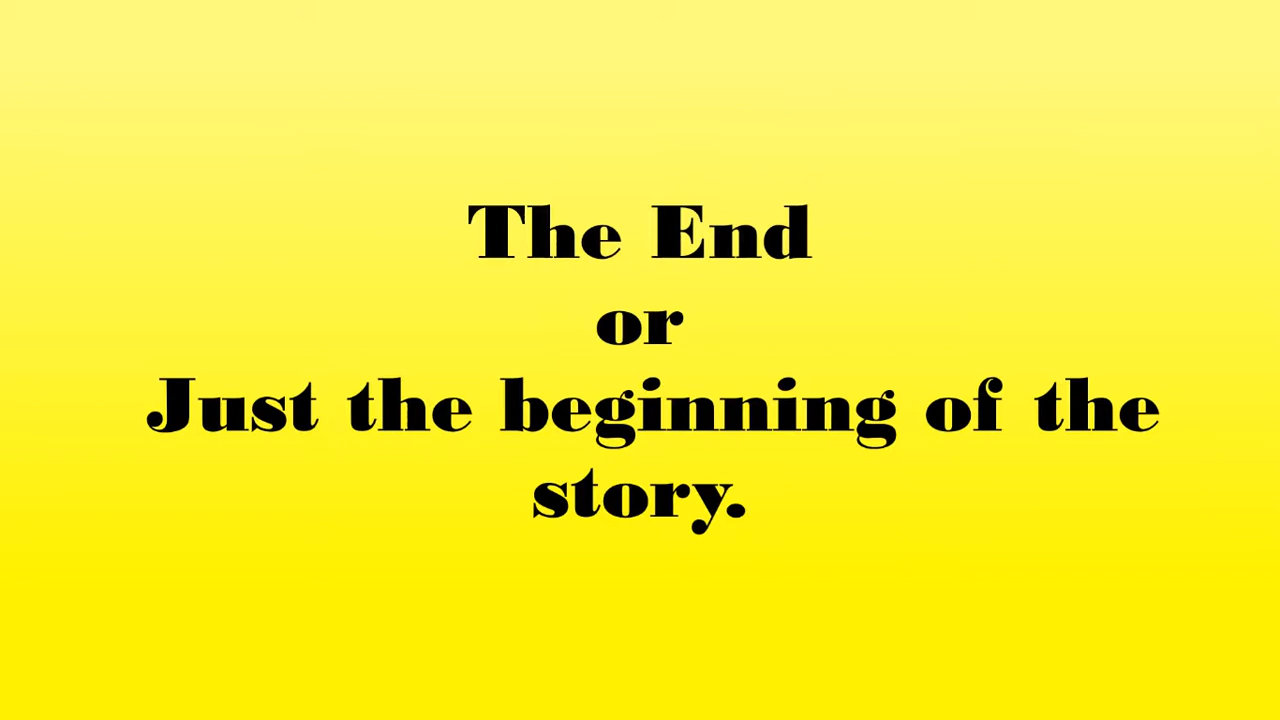 The End
or
Just the beginning of the
story.